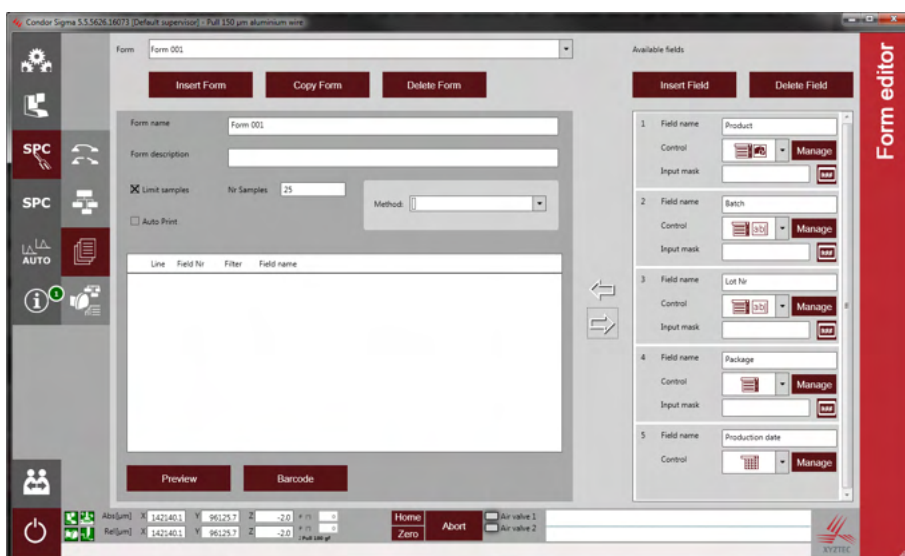 Condor Sigma 5.5.5626.16073 [Default supervisor] - Pull 150 µm aluminium wire
Form Form 001
Available fields
Insert Form Copy Form Delete Form
Insert Field Delete Field
Form editor
Form name Form 001
Form description
Limit samples Nr Samples 25
Method:
Auto Print
Line Field Nr Filter Field name
Preview Barcode
1 Field name Product
Control Manage
Input mask
2 Field name Batch
Control ab Manage
Input mask
3 Field name Lot Nr
Control ab Manage
Input mask
4 Field name Package
Control Manage
Input mask
5 Field name Production date
Control Manage
SPC
SPC
AUTO
1
Abs[µm] X 142140.1 Y 96125.7 Z -2.0
Rel[µm] X 142140.1 Y 96125.7 Z -2.0
Pull 100 gf
Home
Zero
Abort
Air valve 1
Air valve 2
XYZTEC